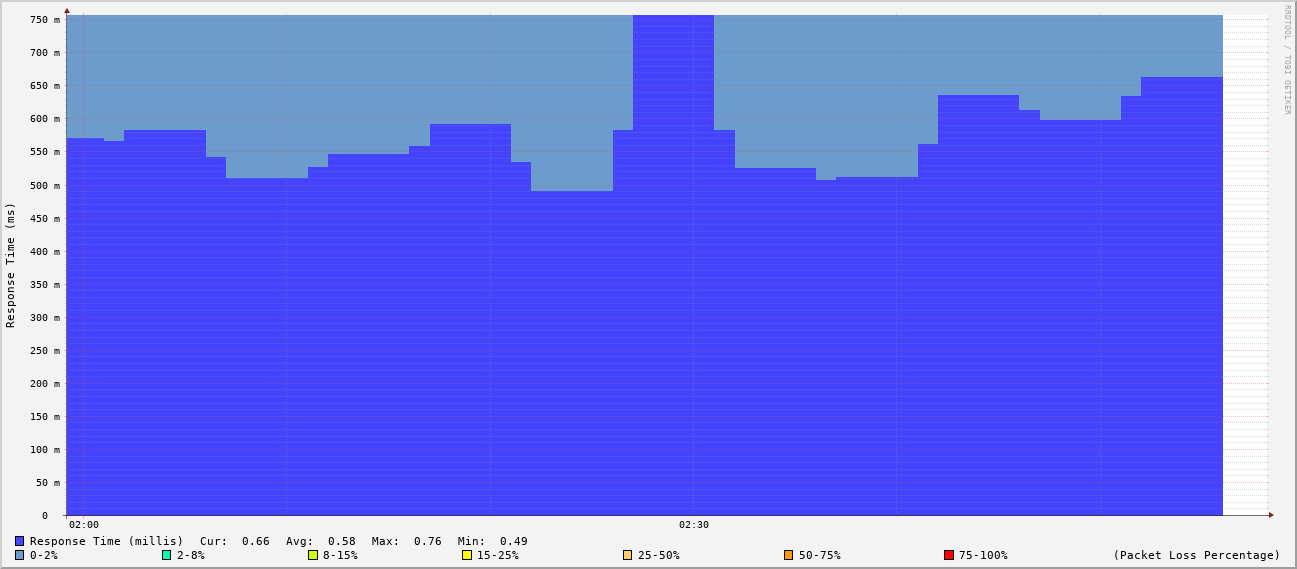 RRDTOOL / TOBI OETIKER
Response Time (ms)
750 m
700 m
650 m
600 m
550 m
500 m
450 m
400 m
350 m
300 m
250 m
200 m
150 m
100 m
50 m
0
02:00 02:30
Response Time (millis) Cur: 0.66 Avg: 0.58 Max: 0.76 Min: 0.49
0-2% 2-8% 8-15% 15-25% 25-50% 50-75% 75-100% (Packet Loss Percentage)